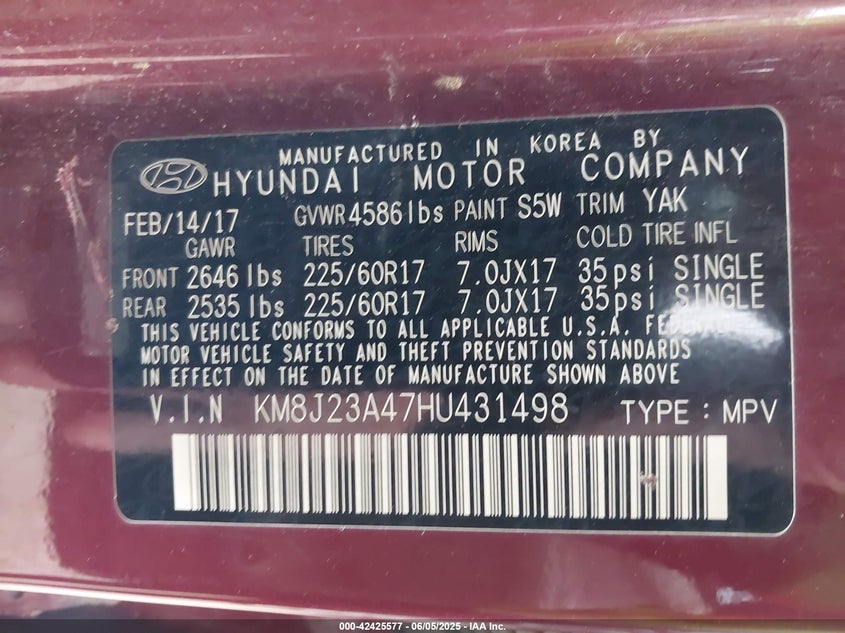 MANUFACTURED IN KOREA BY
HYUNDAI MOTOR COMPANY
FEB/14/17 GVWR 4586 lbs PAINT S5W TRIM YAK
GAWR TIRES RIMS COLD TIRE INFL
FRONT 2646 lbs 225/60R17 7.0JX17 35psi SINGLE
REAR 2535 lbs 225/60R17 7.0JX17 35psi SINGLE
THIS VEHICLE CONFORMS TO ALL APPLICABLE U.S.A. FEDERAL
MOTOR VEHICLE SAFETY AND THEFT PREVENTION STANDARDS
IN EFFECT ON THE DATE OF MANUFACTURE SHOWN ABOVE
V.I.N KM8J23A47HU431498 TYPE : MPV
000-42425577 - 06/05/2025 - IAA Inc.